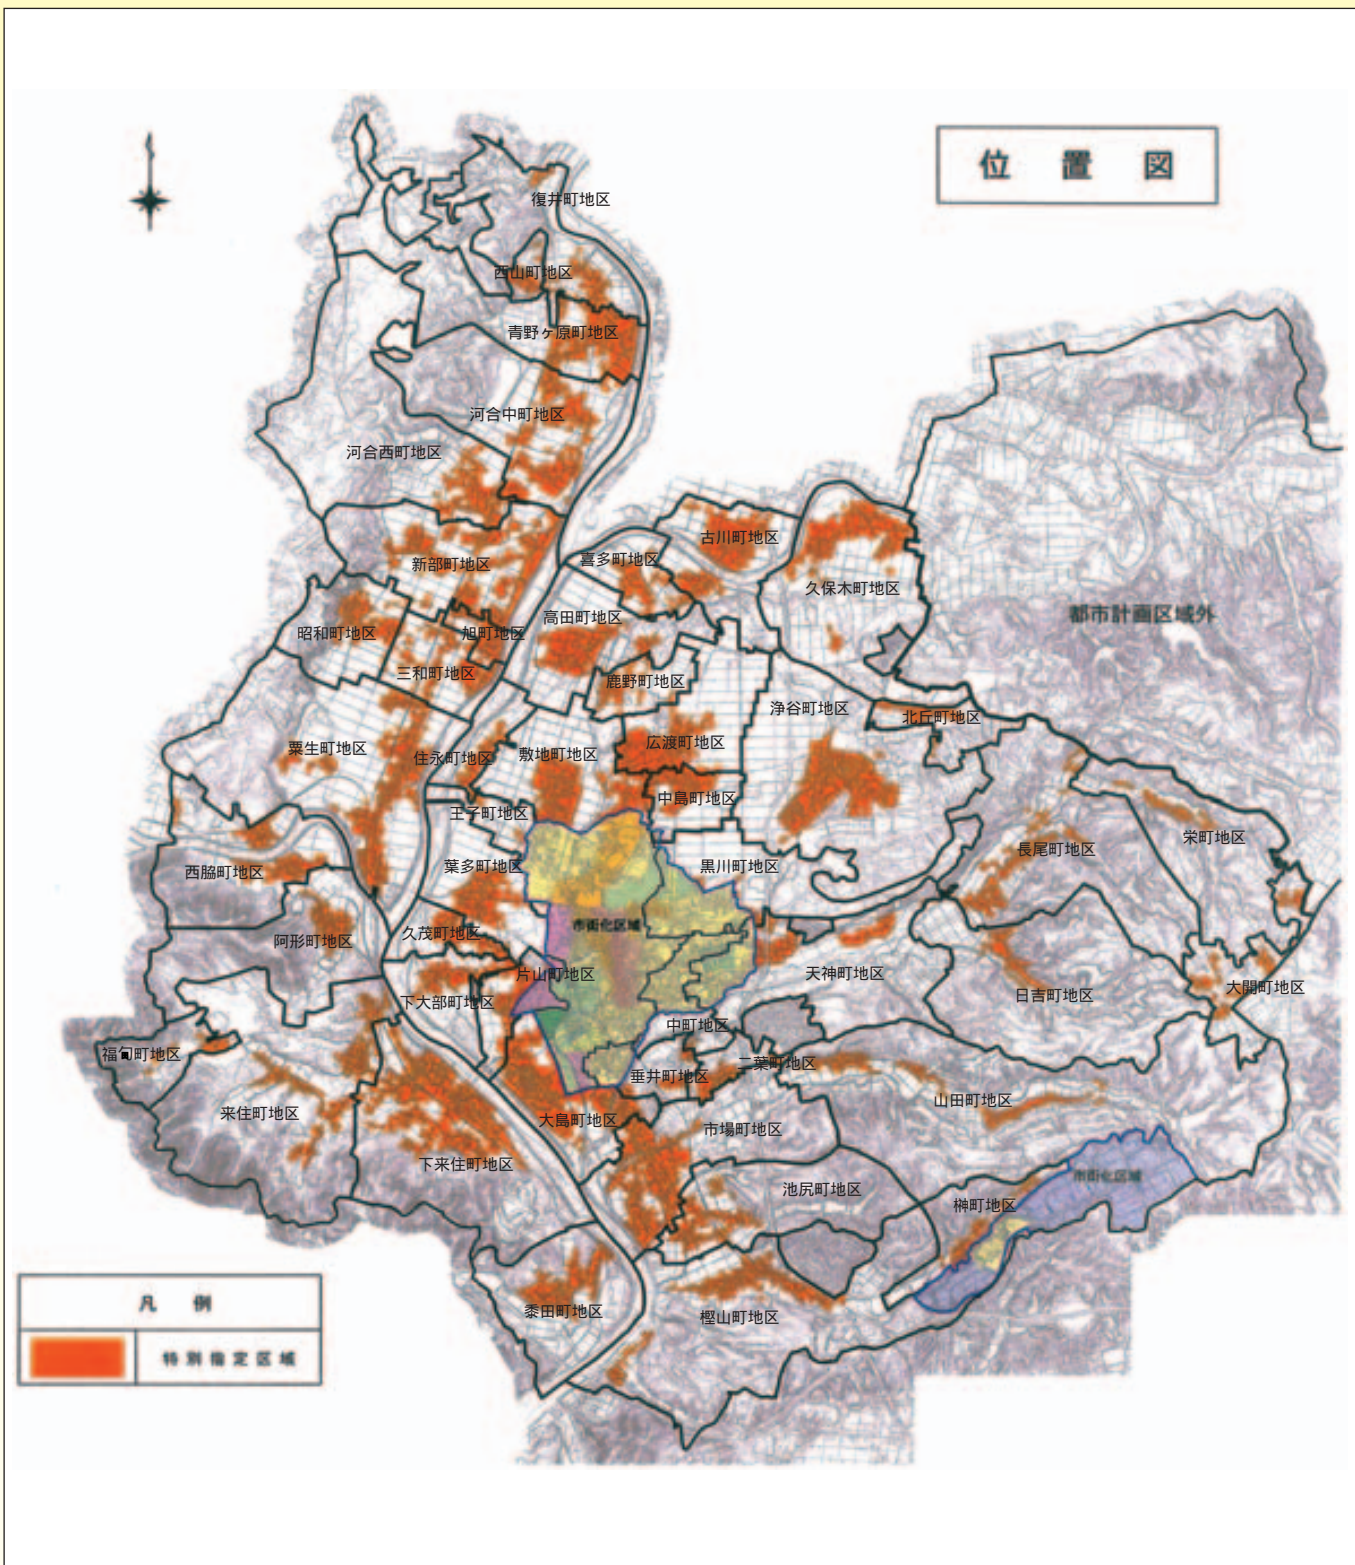 位置図
復井町地区
西山町地区
青野ヶ原町地区
河合中町地区
河合西町地区
古川町地区
喜多町地区
新部町地区
久保木町地区
都市計画区域外
高田町地区
昭和町地区
旭町地区
三和町地区
鹿野町地区
浄谷町地区
北丘町地区
広渡町地区
粟生町地区
住永町地区
敷地町地区
中島町地区
王子町地区
栄町地区
長尾町地区
葉多町地区
黒川町地区
西脇町地区
市街化区域
久茂町地区
阿形町地区
片山町地区
天神町地区
大開町地区
日吉町地区
下大部町地区
中町地区
福甸町地区
二葉町地区
垂井町地区
山田町地区
来住町地区
大島町地区
市場町地区
下来住町地区
市街化区域
池尻町地区
榊町地区
黍田町地区
樫山町地区
凡例
特別指定区域